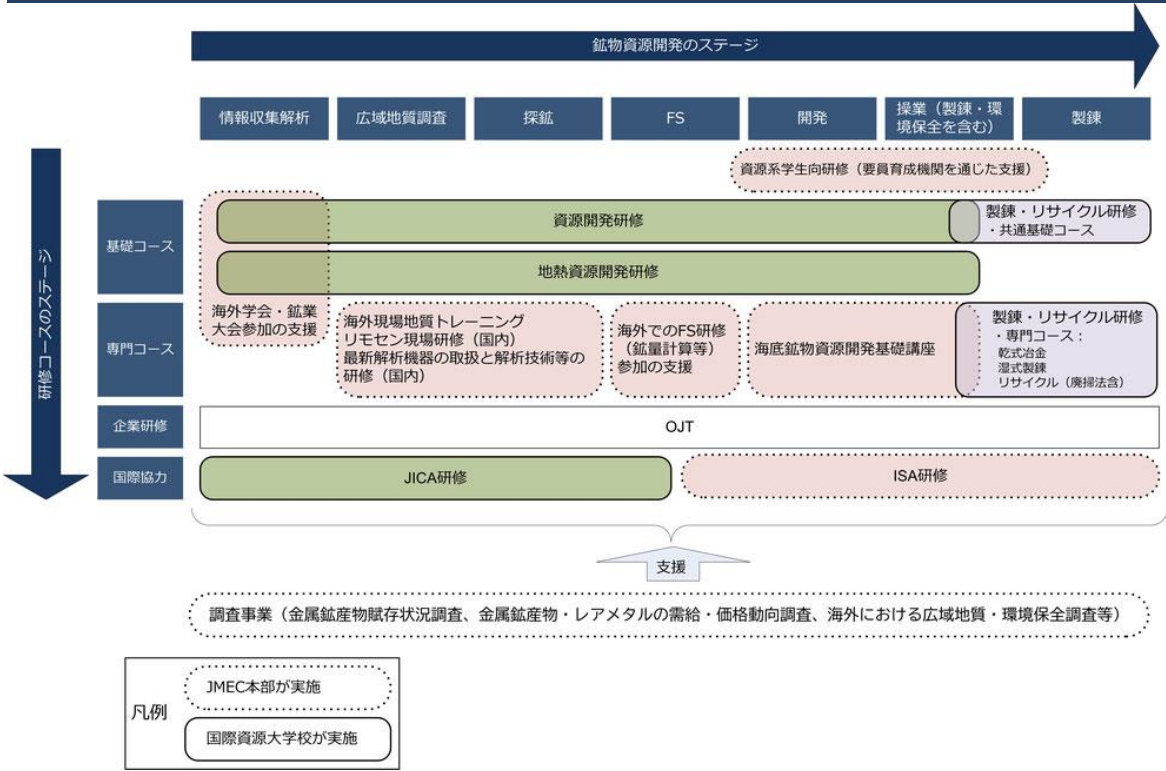 鉱物資源開発のステージ
情報収集解析
広域地質調査
探鉱
FS
開発
操業（製錬・環
境保全を含む）
製錬
資源系学生向研修（要員育成機関を通じた支援）
研修コースのステージ
基礎コース
資源開発研修
製錬・リサイクル研修
・共通基礎コース
地熱資源開発研修
専門コース
海外学会・鉱業
大会参加の支援
海外現場地質トレーニング
リモセン現場研修（国内）
最新解析機器の取扱と解析技術等の
研修（国内）
海外でのFS研修
（鉱量計算等）
参加の支援
海底鉱物資源開発基礎講座
製錬・リサイクル研修
・専門コース：
乾式冶金
湿式製錬
リサイクル（廃掃法含）
企業研修
OJT
国際協力
JICA研修
ISA研修
支援
調査事業（金属鉱産物賦存状況調査、金属鉱産物・レアメタルの需給・価格動向調査、海外における広域地質・環境保全調査等）
凡例
JMEC本部が実施
国際資源大学校が実施